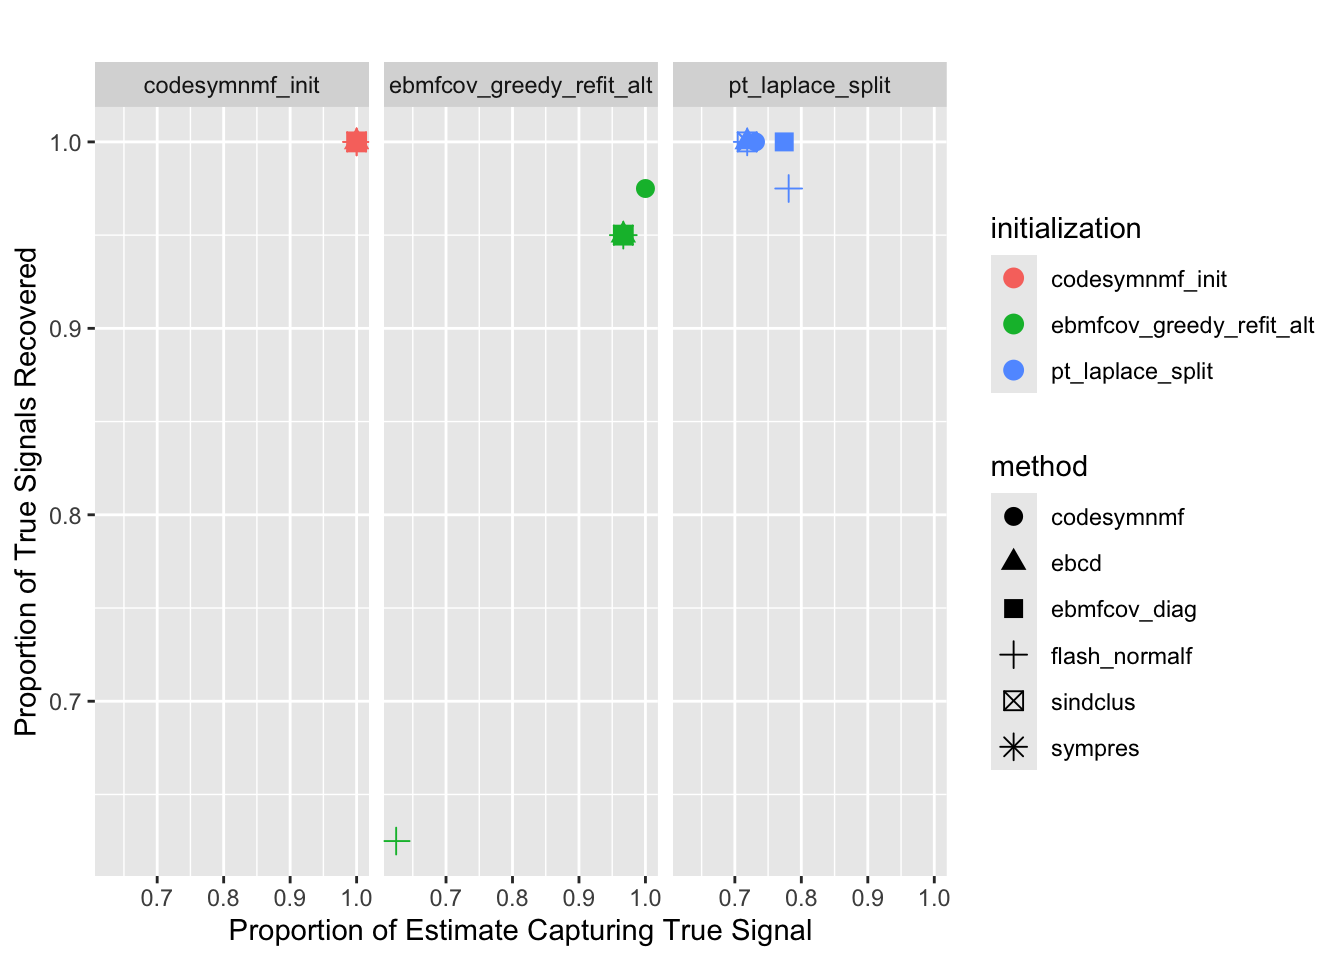 codesymnmf_init
ebmfcov_greedy_refit_alt
pt_laplace_split
1.0
0.9
0.8
0.7
Proportion of True Signals Recovered
0.7 0.8 0.9 1.0
0.7 0.8 0.9 1.0
0.7 0.8 0.9 1.0
Proportion of Estimate Capturing True Signal
initialization
codesymnmf_init
ebmfcov_greedy_refit_alt
pt_laplace_split
method
codesymnmf
ebcd
ebmfcov_diag
flash_normalf
sindclus
sympres